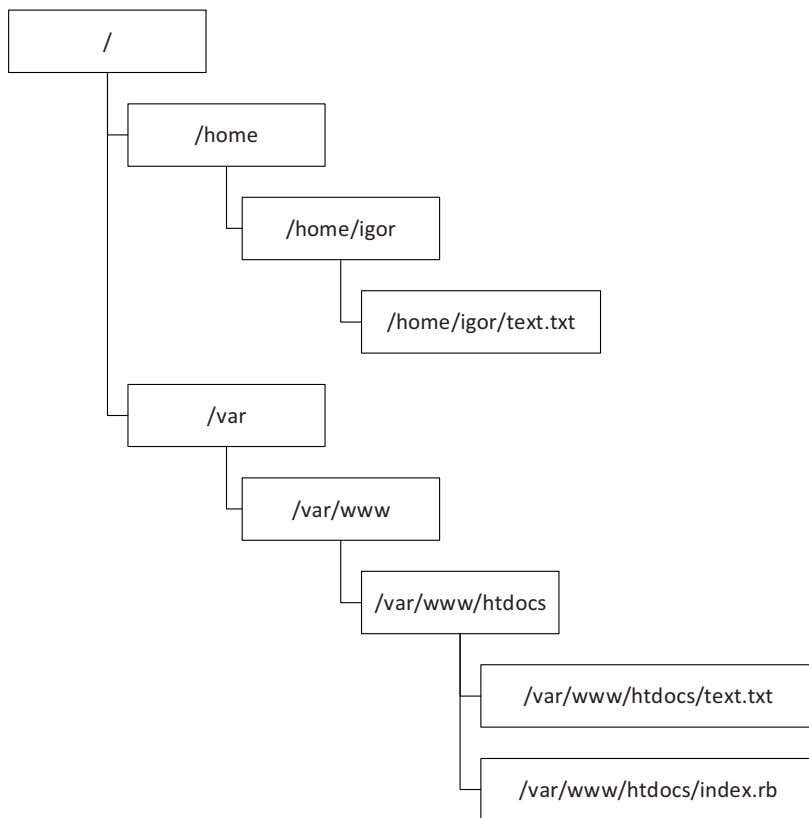 /
/home
/home/igor
/home/igor/text.txt
/var
/var/www
/var/www/htdocs
/var/www/htdocs/text.txt
/var/www/htdocs/index.rb